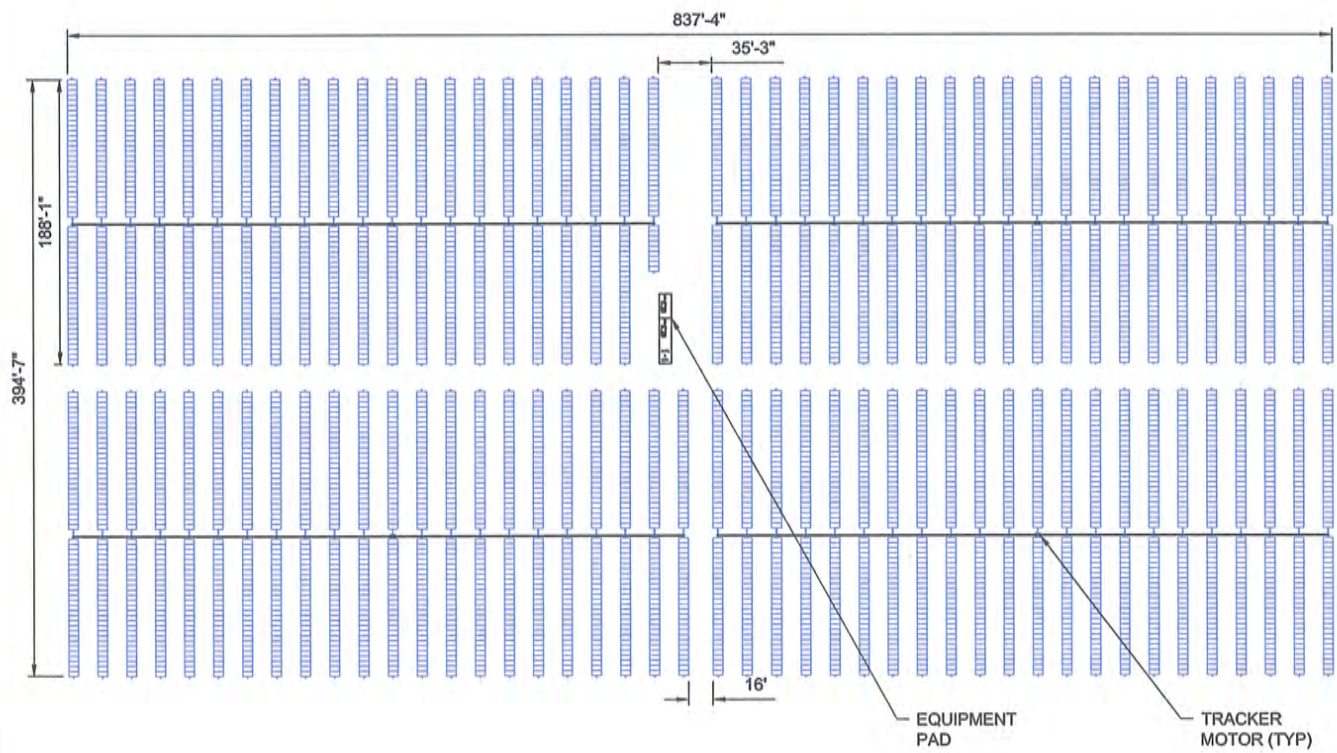 837'-4"
35'-3"
188'-1"
394'-7"
16'
EQUIPMENT
PAD
TRACKER
MOTOR (TYP)